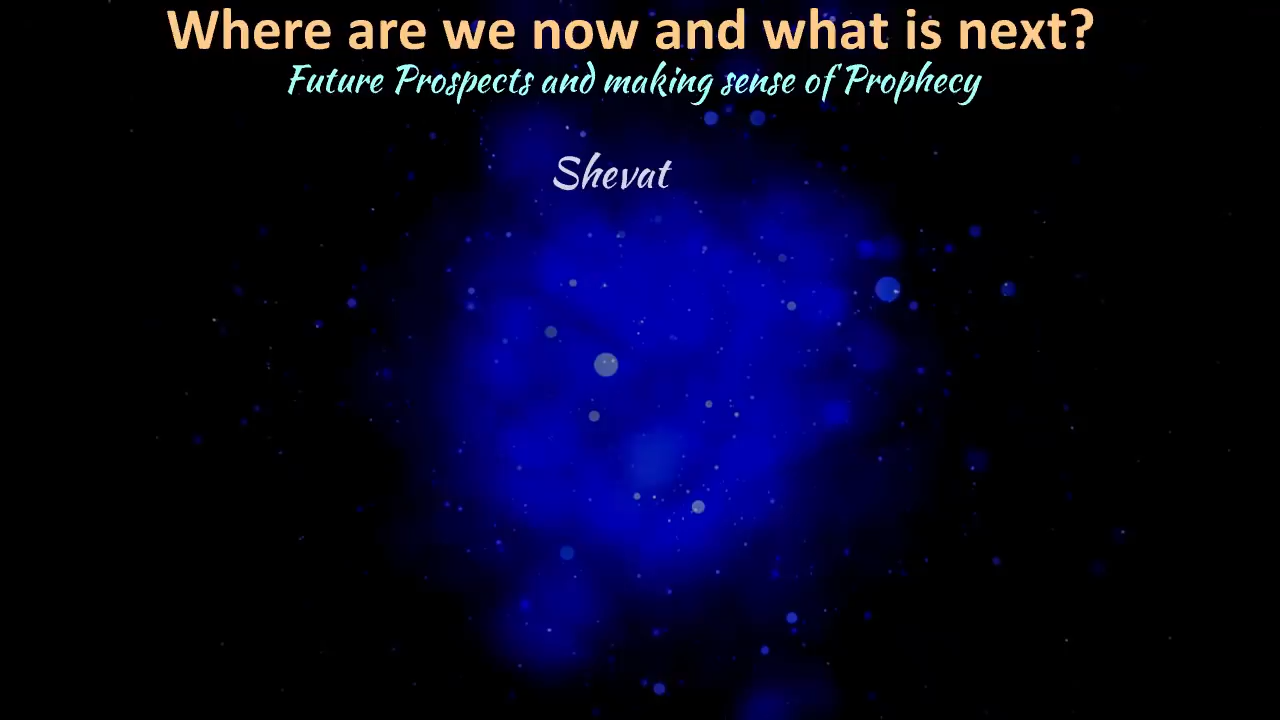 Where are we now and what is next?
Future Prospects and making sense of Prophecy
Shevat